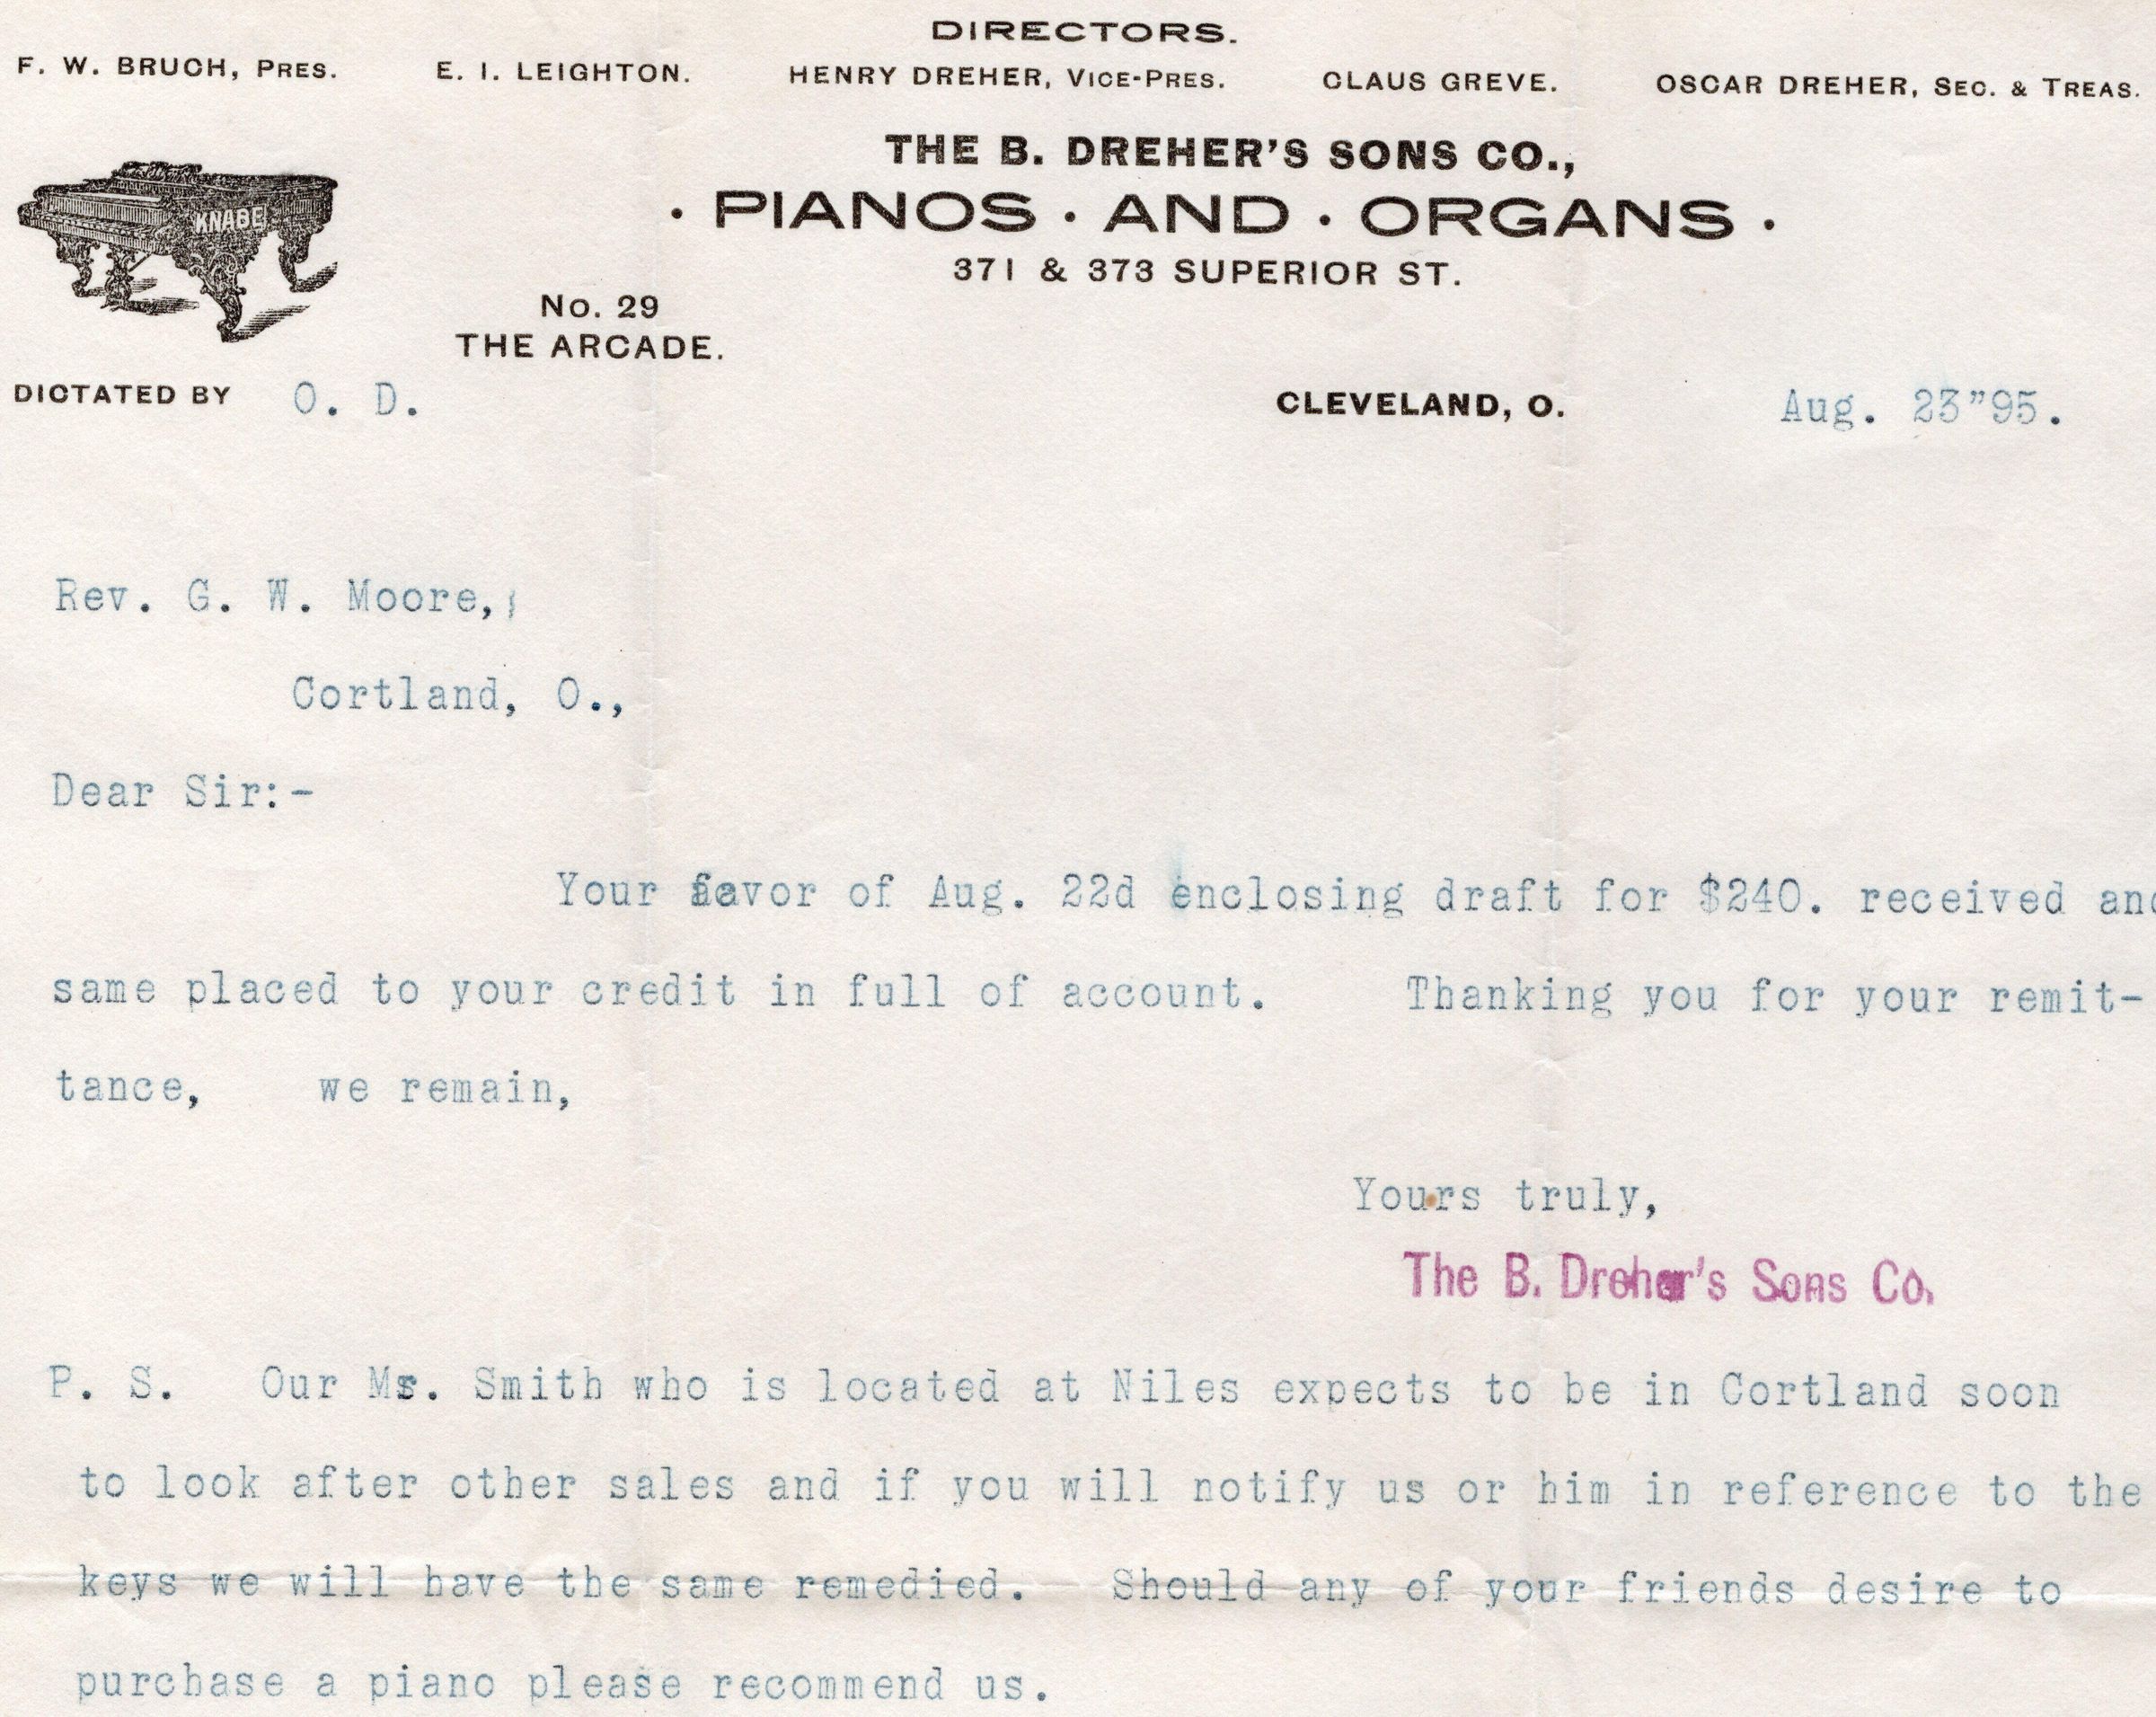 DIRECTORS.
F. W. BRUCH, PRES. E. I. LEIGHTON. HENRY DREHER, VICE-PRES. CLAUS GREVE. OSCAR DREHER, SEC. & TREAS.
THE B. DREHER'S SONS CO.,
· PIANOS · AND · ORGANS ·
KNABE
371 & 373 SUPERIOR ST.
No. 29
THE ARCADE.
DICTATED BY O. D. CLEVELAND, O. Aug. 23"95.
Rev. G. W. Moore,
Cortland, O.,
Dear Sir:-
Your favor of Aug. 22d enclosing draft for $240. received and
same placed to your credit in full of account. Thanking you for your remit-
tance, we remain,
Yours truly,
The B. Dreher's Sons Co.
P. S. Our Mr. Smith who is located at Niles expects to be in Cortland soon
to look after other sales and if you will notify us or him in reference to the
keys we will have the same remedied. Should any of your friends desire to
purchase a piano please recommend us.